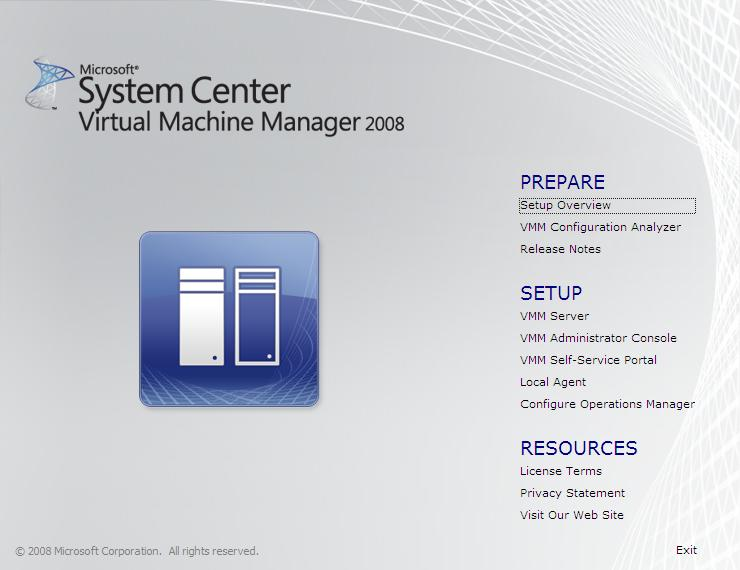 Microsoft®
System Center
Virtual Machine Manager 2008
™
PREPARE
Setup Overview
VMM Configuration Analyzer
Release Notes
SETUP
VMM Server
VMM Administrator Console
VMM Self-Service Portal
Local Agent
Configure Operations Manager
RESOURCES
License Terms
Privacy Statement
Visit Our Web Site
© 2008 Microsoft Corporation. All rights reserved.
Exit